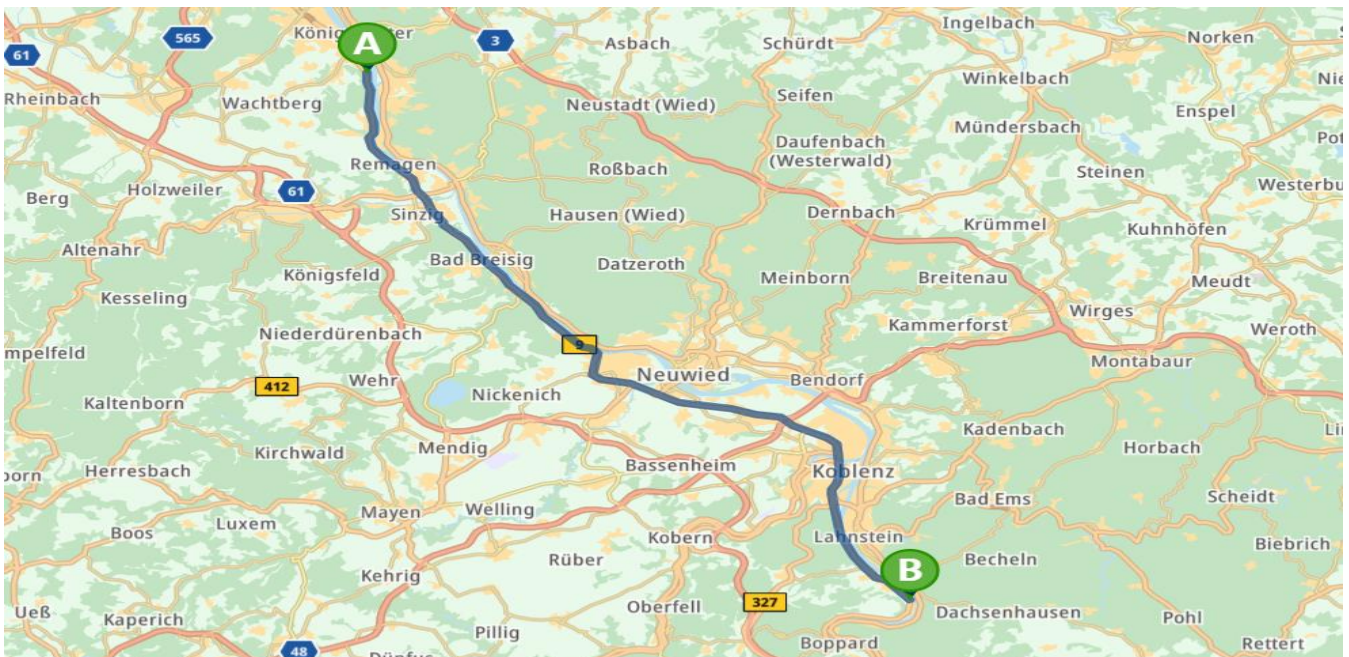 Ingelbach
565
3
Asbach
Schürdt
Norken
61
Winkelbach
Rheinbach
Wachtberg
Neustadt (Wied)
Seifen
Enspel
Mündersbach
Daufenbach
(Westerwald)
Remagen
Roßbach
Steinen
Holzweiler
61
Berg
Sinzig
Hausen (Wied)
Dernbach
Krümmel
Kuhnhöfen
Altenahr
Bad Breisig
Datzeroth
Königsfeld
Meinborn
Breitenau
Meudt
Kesseling
Wirges
Kammerforst
Weroth
Niederdürenbach
9
Montabaur
Neuwied
Bendorf
412
Wehr
Nickenich
Kaltenborn
Kadenbach
Mendig
Horbach
Kirchwald
Bassenheim
Koblenz
Herresbach
Bad Ems
Scheidt
Mayen
Welling
Luxem
Boos
Kobern
Lahnstein
Biebrich
Rüber
Becheln
Kehrig
327
Oberfell
Dachsenhausen
Ueß
Kaperich
Pohl
Pillig
Boppard
Rettert
48
A
B